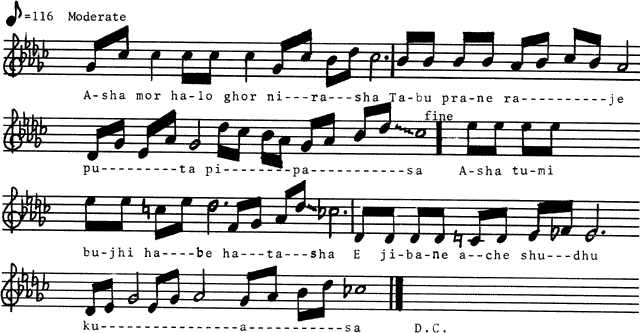 ♪=116 Moderate
A-sha mor ha-lo ghor ni---ra---sha Ta-bu pra-ne ra----------je
fine
pu---------ta pi-------pa-----------sa A-sha tu-mi
bu-jhi ha----be ha--ta---sha E ji-ba-ne a--che shu---dhu
ku---------------a------------sa D.C.